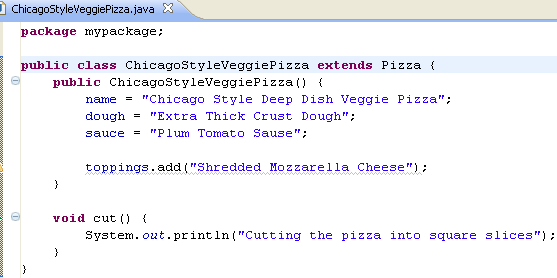 ChicagoStyleVeggiePizza.java
package mypackage;
public class ChicagoStyleVeggiePizza extends Pizza {
public ChicagoStyleVeggiePizza() {
name = "Chicago Style Deep Dish Veggie Pizza";
dough = "Extra Thick Crust Dough";
sauce = "Plum Tomato Sause";
toppings.add("Shredded Mozzarella Cheese");
}
void cut() {
System.out.println("Cutting the pizza into square slices");
}
}